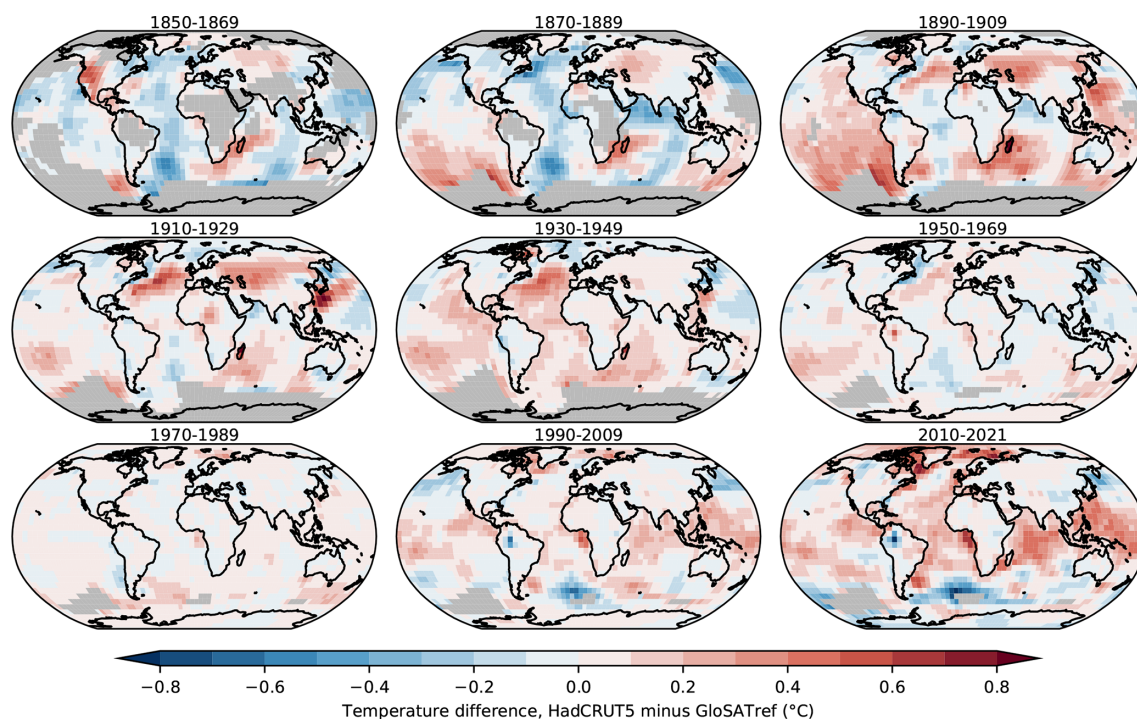 1850-1869 1870-1889 1890-1909
1910-1929 1930-1949 1950-1969
1970-1989 1990-2009 2010-2021
−0.8 −0.6 −0.4 −0.2 0.0 0.2 0.4 0.6 0.8
Temperature difference, HadCRUT5 minus GloSATref (°C)